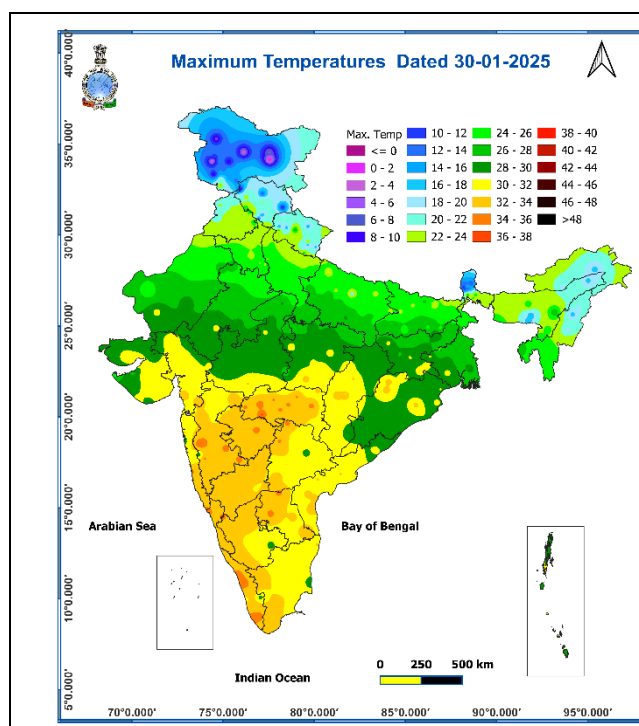 Maximum Temperatures Dated 30-01-2025
Max. Temp
<= 0
0 - 2
2 - 4
4 - 6
6 - 8
8 - 10
10 - 12
12 - 14
14 - 16
16 - 18
18 - 20
20 - 22
22 - 24
24 - 26
26 - 28
28 - 30
30 - 32
32 - 34
34 - 36
36 - 38
38 - 40
40 - 42
42 - 44
44 - 46
46 - 48
>48
40°0.000'
35°0.000'
30°0.000'
25°0.000'
20°0.000'
15°0.000'
10°0.000'
5°0.000'
Arabian Sea
Bay of Bengal
Indian Ocean
0 250 500 km
70°0.000' 75°0.000' 80°0.000' 85°0.000' 90°0.000' 95°0.000'